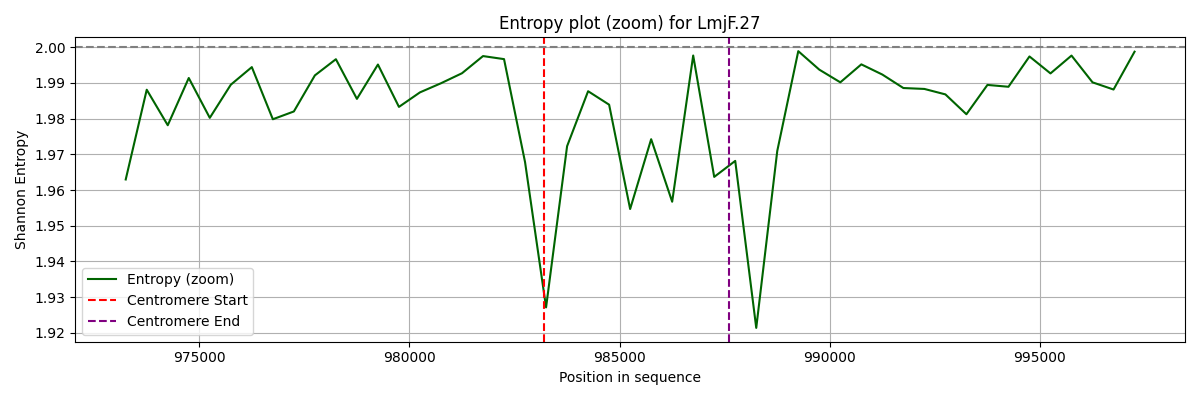 Entropy plot (zoom) for LmjF.27
Shannon Entropy
2.00
1.99
1.98
1.97
1.96
1.95
1.94
1.93
1.92
Entropy (zoom)
Centromere Start
Centromere End
975000
980000
985000
990000
995000
Position in sequence